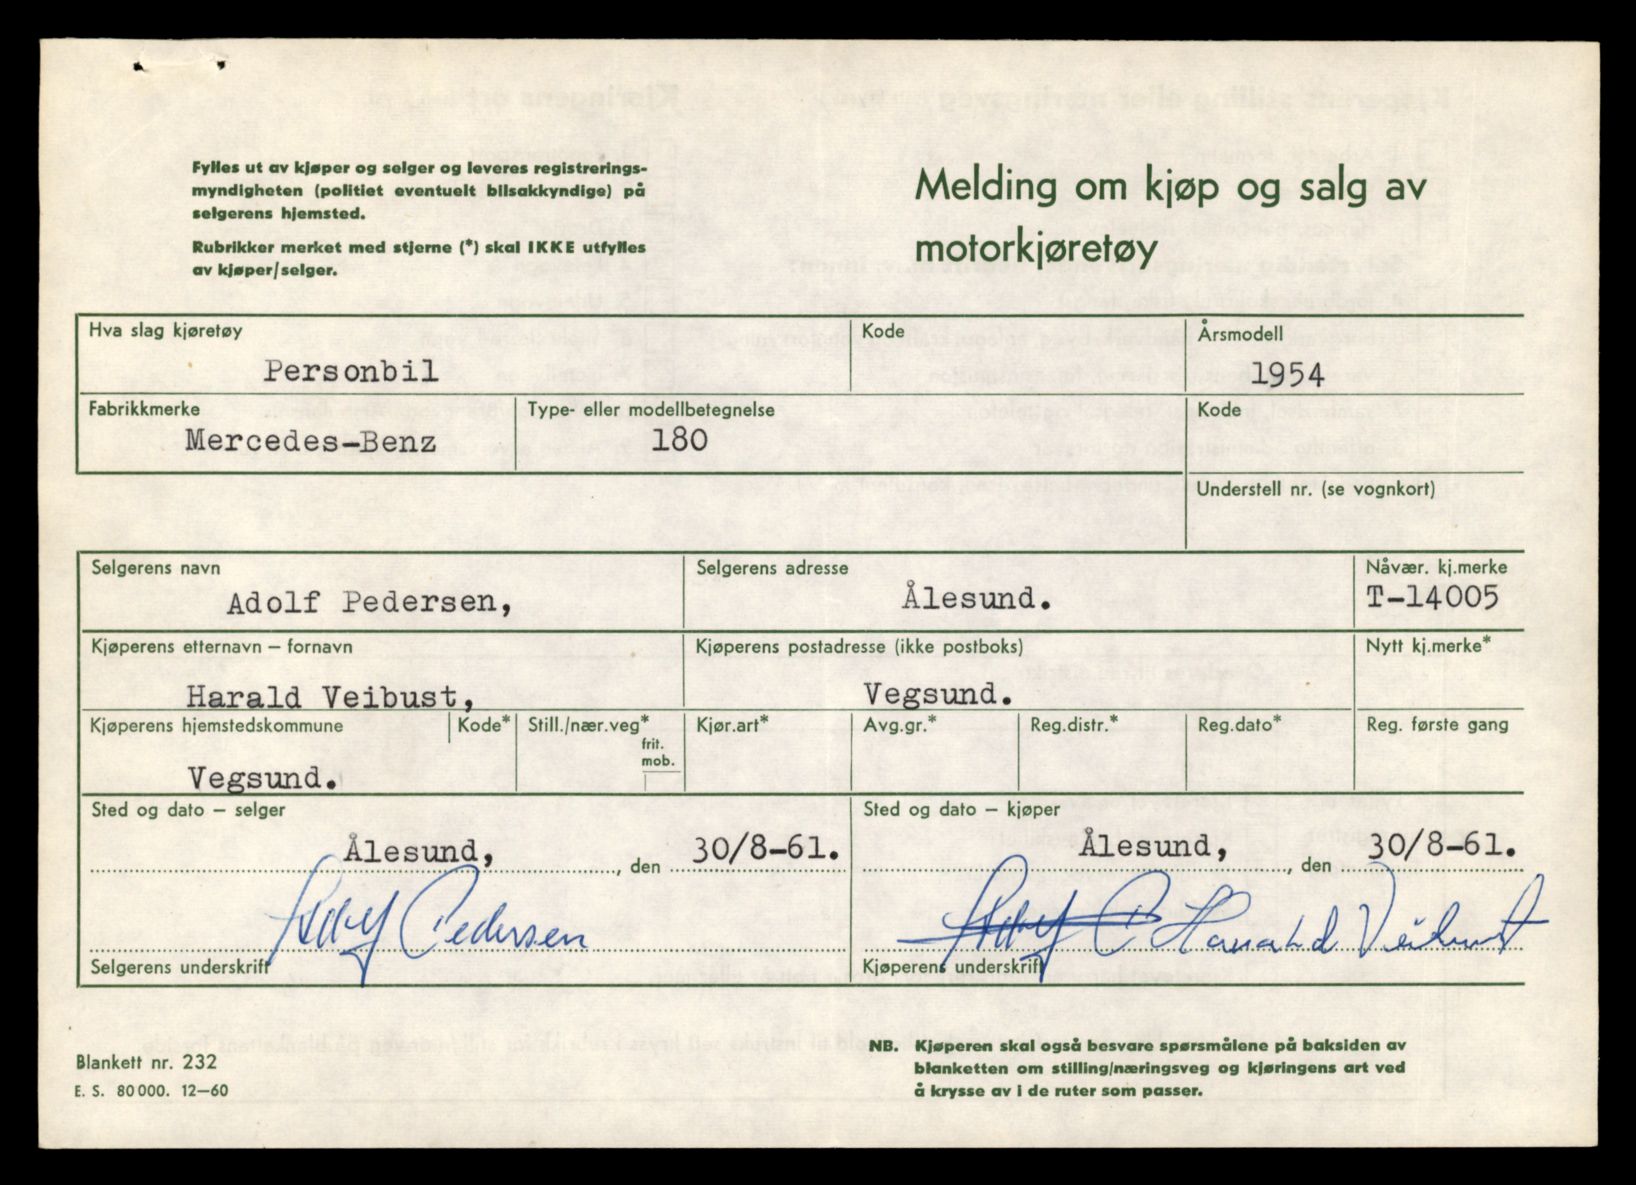 Fylles ut av kjøper og selger og leveres registrerings-
myndigheten (politiet eventuelt bilsakkyndige) på
selgerens hjemsted.
Rubrikker merket med stjerne (*) skal IKKE utfylles
av kjøper/selger.
Melding om kjøp og salg av
motorkjøretøy
Hva slag kjøretøy
Personbil
Kode
Årsmodell
1954
Fabrikkmerke
Mercedes-Benz
Type- eller modellbetegnelse
180
Kode
Understell nr. (se vognkort)
Selgerens navn
Adolf Pedersen,
Selgerens adresse
Ålesund.
Nåvær. kj.merke
T-14005
Kjøperens etternavn – fornavn
Harald Veibust,
Kjøperens postadresse (ikke postboks)
Vegsund.
Nytt kj.merke*
Kjøperens hjemstedskommune
Vegsund.
Kode*
Still./nær.veg*
frit.
mob.
Kjør.art*
Avg.gr.*
Reg.distr.*
Reg.dato*
Reg. første gang
Sted og dato – selger
Ålesund, , den 30/8-61.
Adolf Pedersen
Selgerens underskrift
Sted og dato – kjøper
Ålesund, , den 30/8-61.
Adolf P Harald Veibust
Kjøperens underskrift
Blankett nr. 232
E. S. 80 000. 12–60
NB. Kjøperen skal også besvare spørsmålene på baksiden av
blanketten om stilling/næringsveg og kjøringens art ved
å krysse av i de ruter som passer.